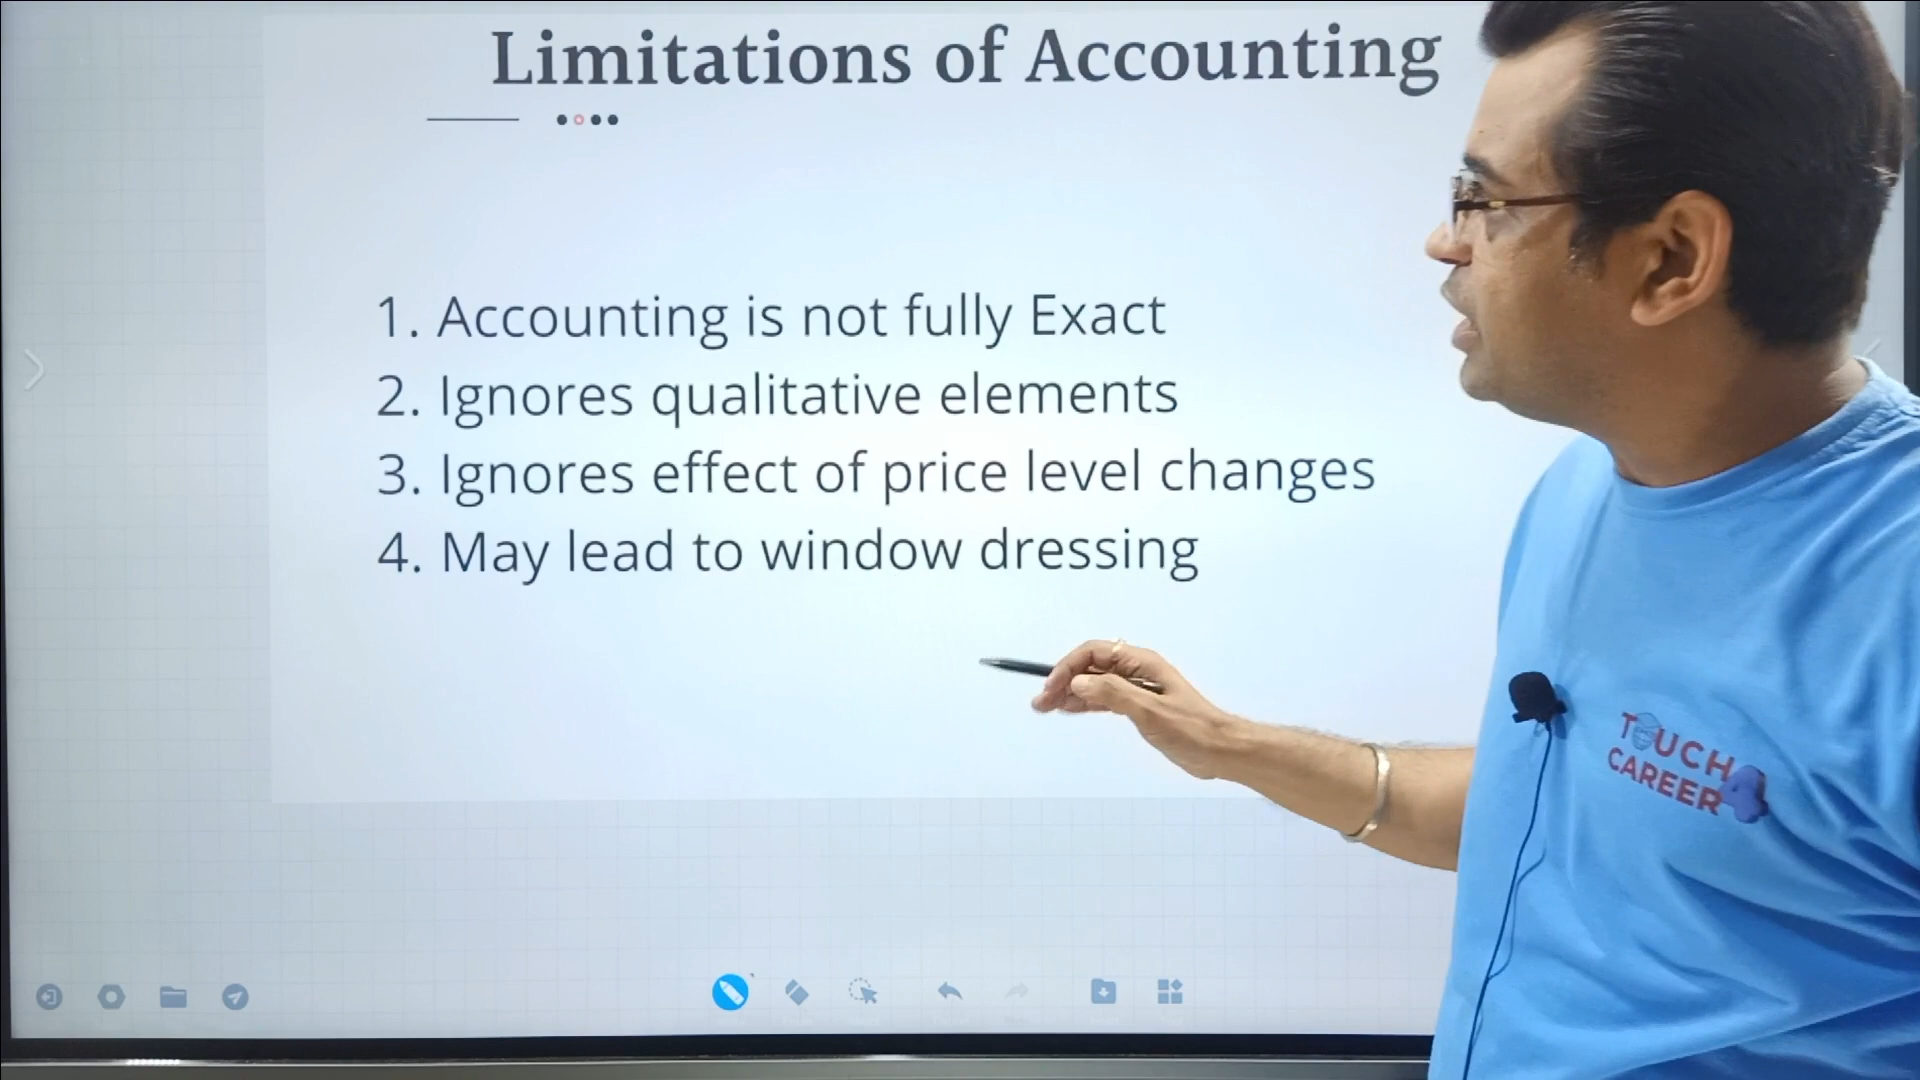 Limitations of Accounting
1. Accounting is not fully Exact
2. Ignores qualitative elements
3. Ignores effect of price level changes
4. May lead to window dressing
TOUCH
CAREER4